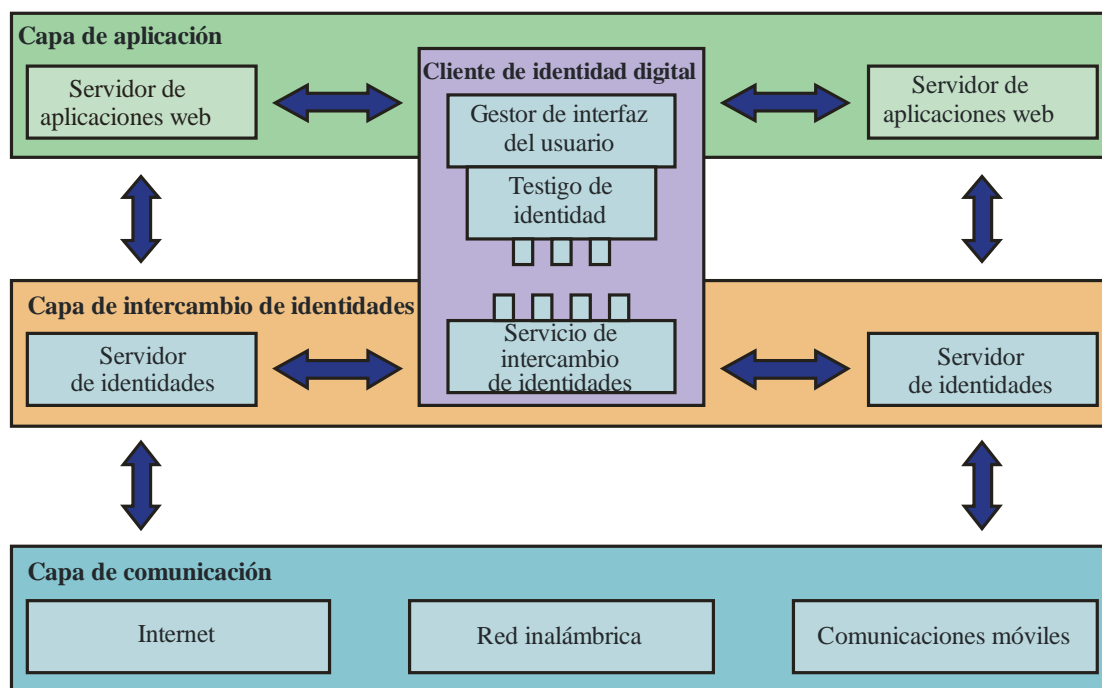 Capa de aplicación
Servidor de
aplicaciones web
Cliente de identidad digital
Gestor de interfaz
del usuario
Testigo de
identidad
Servidor de
aplicaciones web
Capa de intercambio de identidades
Servidor
de identidades
Servicio de
intercambio
de identidades
Servidor
de identidades
Capa de comunicación
Internet
Red inalámbrica
Comunicaciones móviles